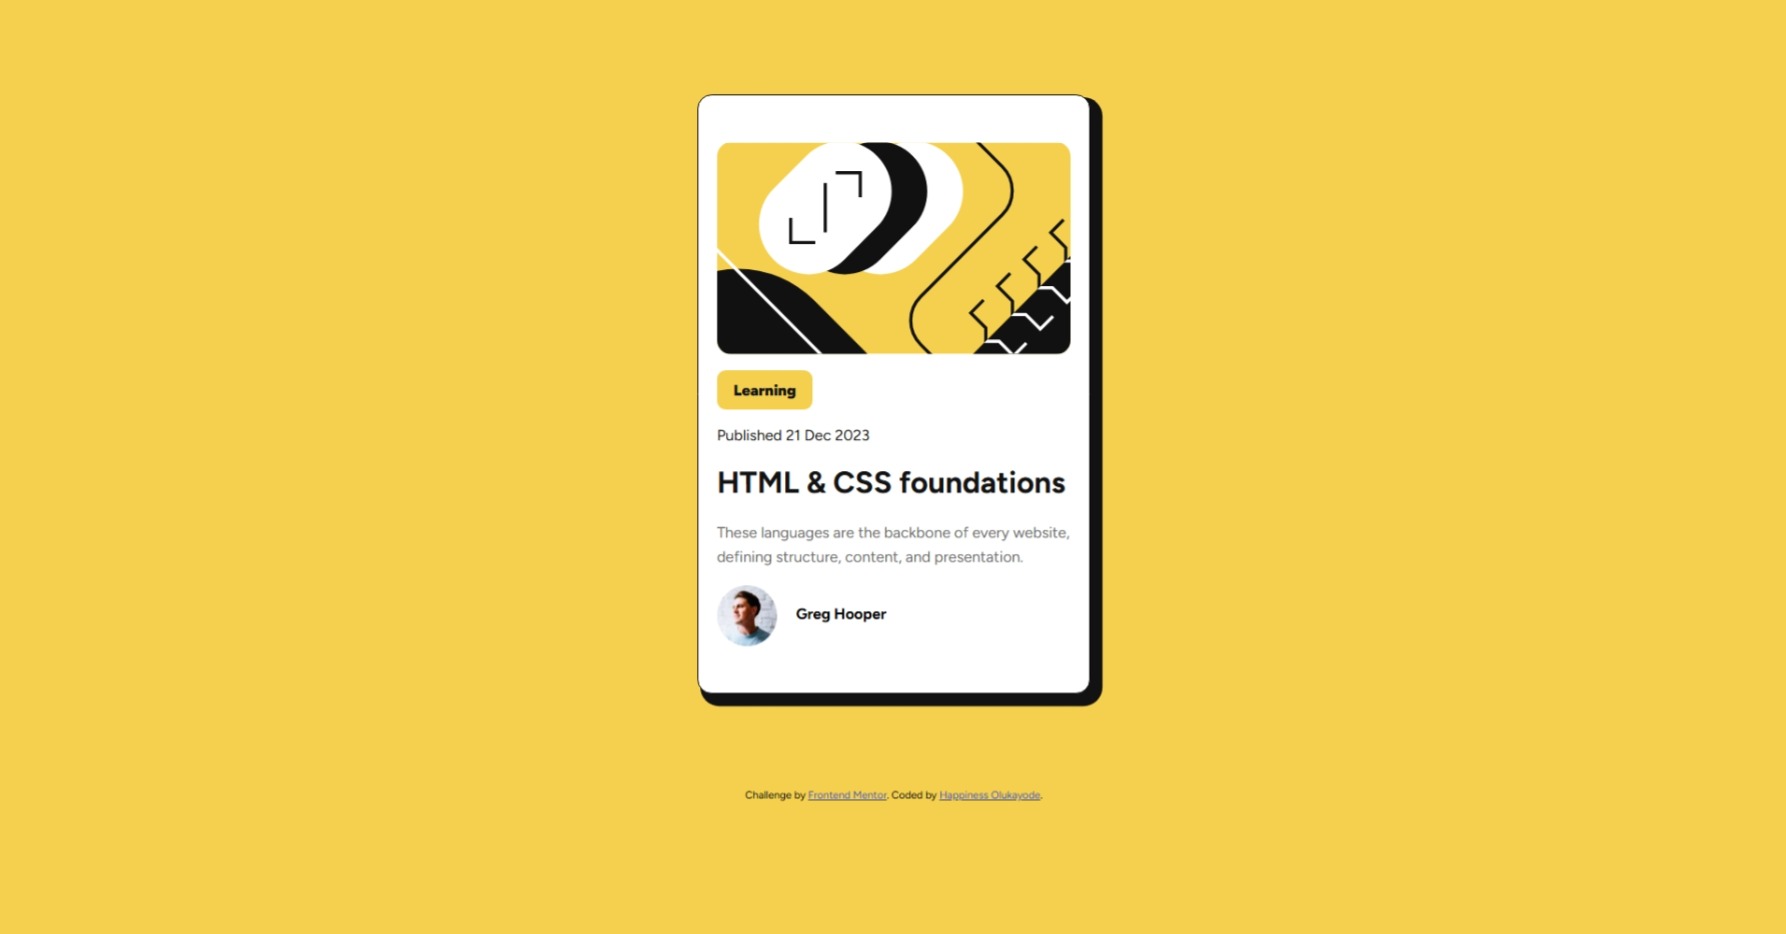 Learning
Published 21 Dec 2023
HTML & CSS foundations
These languages are the backbone of every website,
defining structure, content, and presentation.
Greg Hooper
Challenge by Frontend Mentor. Coded by Happiness Olukayode.